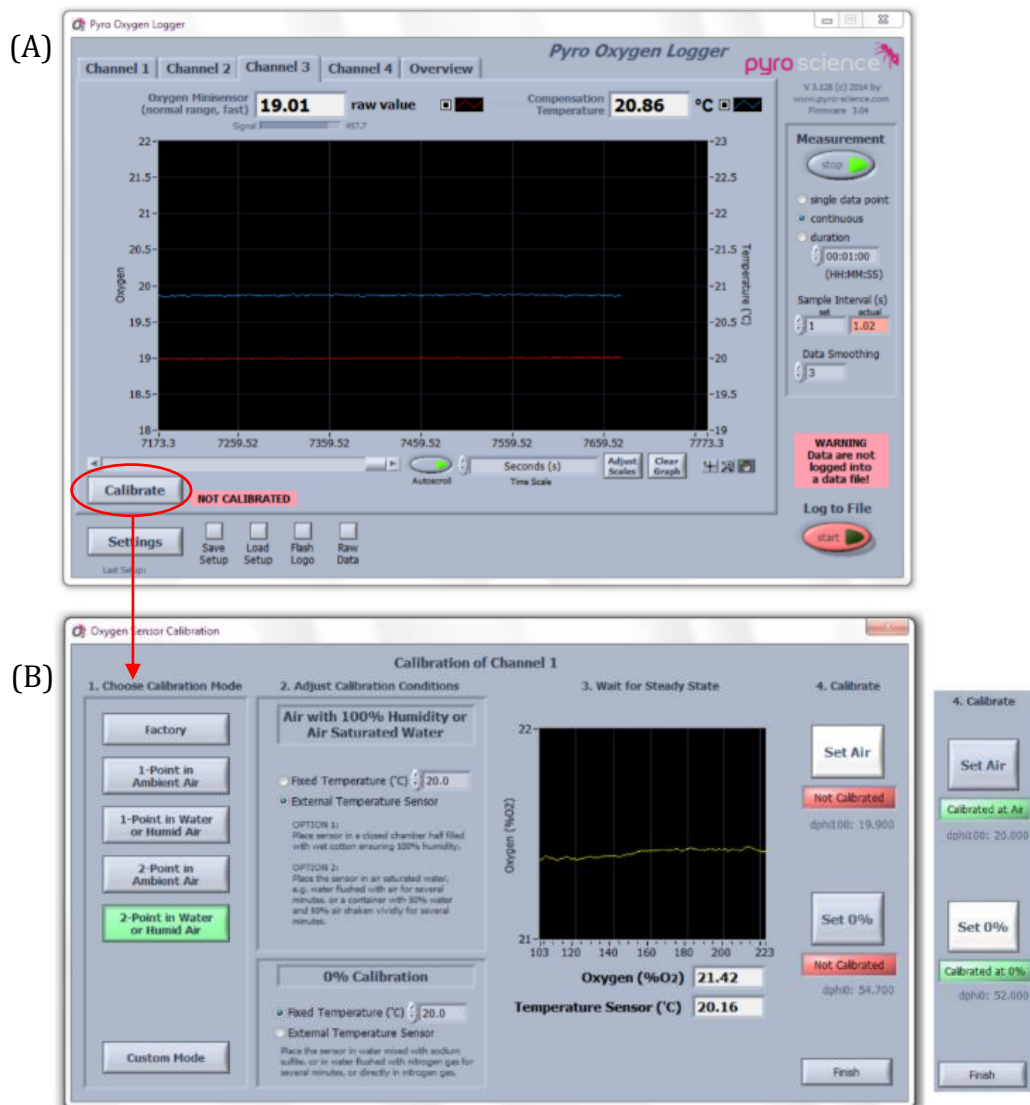 (A)
Pyro Oxygen Logger
Pyro Oxygen Logger
pyro science
V 3.128 (c) 2014 by
www.pyro-science.com
Firmware 3.04
Channel 1 Channel 2 Channel 3 Channel 4 Overview
Oxygen Minisensor
(normal range, fast)
19.01
raw value
Signal
497.7
Compensation
Temperature
20.86
°C
Oxygen
22
21.5
21
20.5
20
19.5
19
18.5
18
23
22.5
22
21.5
21
20.5
20
19.5
19
Temperature (°C)
7173.3 7259.52 7359.52 7459.52 7559.52 7659.52 7773.3
Autoscroll
Seconds (s)
Time Scale
Adjust
Scales
Clear
Graph
Calibrate
NOT CALIBRATED
Settings
Last Setup:
Save
Setup
Load
Setup
Flash
Logo
Raw
Data
Measurement
stop
single data point
continuous
duration
00:01:00
(HH:MM:SS)
Sample Interval (s)
set actual
1 1.02
Data Smoothing
3
WARNING
Data are not
logged into
a data file!
Log to File
start
(B)
Oxygen Sensor Calibration
Calibration of Channel 1
1. Choose Calibration Mode
Factory
1-Point in
Ambient Air
1-Point in Water
or Humid Air
2-Point in
Ambient Air
2-Point in Water
or Humid Air
Custom Mode
2. Adjust Calibration Conditions
Air with 100% Humidity or
Air Saturated Water
Fixed Temperature (°C) 20.0
External Temperature Sensor
OPTION 1:
Place sensor in a closed chamber half filled
with wet cotton ensuring 100% humidity.
OPTION 2:
Place the sensor in air saturated water,
e.g. water flushed with air for several
minutes, or a container with 50% water
and 50% air shaken vividly for several
minutes.
0% Calibration
Fixed Temperature (°C) 20.0
External Temperature Sensor
Place the sensor in water mixed with sodium
sulfite, or in water flushed with nitrogen gas for
several minutes, or directly in nitrogen gas.
3. Wait for Steady State
Oxygen (%O2)
22
21
103 120 140 160 180 200 223
Oxygen (%O2) 21.42
Temperature Sensor (°C) 20.16
4. Calibrate
Set Air
Not Calibrated
dphi100: 19.900
Set 0%
Not Calibrated
dphi0: 54.700
Finish
4. Calibrate
Set Air
Calibrated at Air
dphi100: 20.000
Set 0%
Calibrated at 0%
dphi0: 52.000
Finish